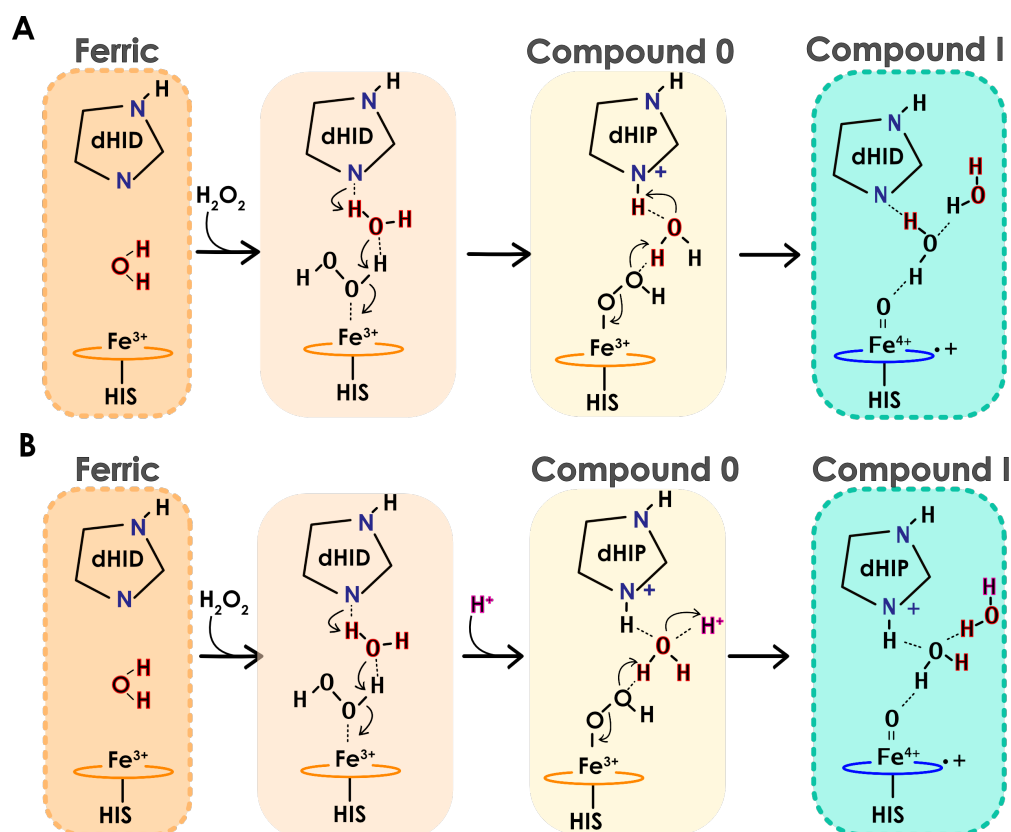 A
Ferric
Compound 0
Compound I
H
N
dHID
N
O
H
H
Fe³⁺
HIS
H₂O₂
H
N
dHID
N
H
O
H
O
H
H
O
Fe³⁺
HIS
H
N
dHIP
N
+
H
O
H
H
O
O
H
Fe³⁺
HIS
H
N
dHID
N
H
H
H
O
O
H
O
Fe⁴⁺
•+
HIS
B
Ferric
Compound 0
Compound I
H
N
dHID
N
O
H
H
Fe³⁺
HIS
H₂O₂
H
N
dHID
N
H
O
H
O
H
H
O
Fe³⁺
HIS
H⁺
H
N
dHIP
N
+
H
H⁺
O
H
H
O
O
H
Fe³⁺
HIS
H
N
dHIP
N
+
H
H
H
O
O
H
H
O
Fe⁴⁺
•+
HIS